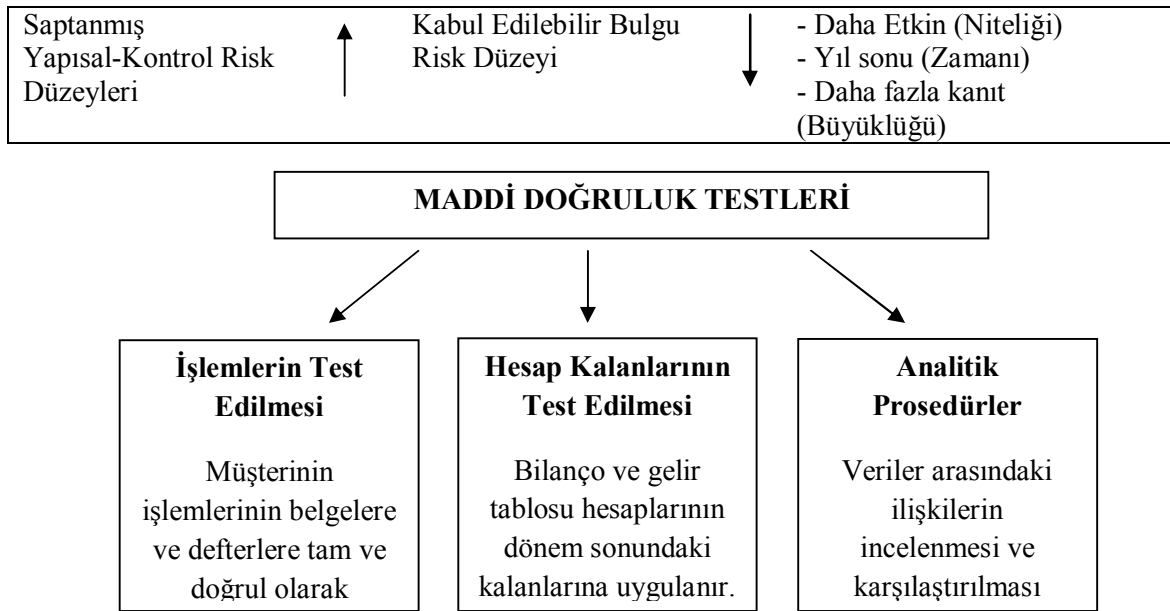 Saptanmış
Yapısal-Kontrol Risk
Düzeyleri
Kabul Edilebilir Bulgu
Risk Düzeyi
- Daha Etkin (Niteliği)
- Yıl sonu (Zamanı)
- Daha fazla kanıt
(Büyüklüğü)
MADDİ DOĞRULUK TESTLERİ
İşlemlerin Test
Edilmesi
Müşterinin
işlemlerinin belgelere
ve defterlere tam ve
doğrul olarak
Hesap Kalanlarının
Test Edilmesi
Bilanço ve gelir
tablosu hesaplarının
dönem sonundaki
kalanlarına uygulanır.
Analitik
Prosedürler
Veriler arasındaki
ilişkilerin
incelenmesi ve
karşılaştırılması